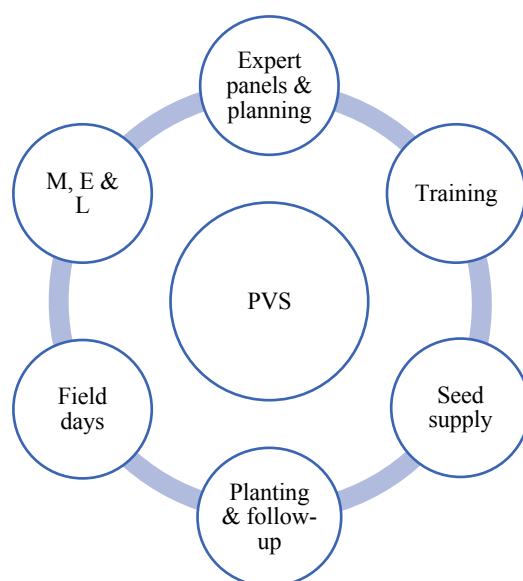 Expert
panels &
planning
Training
Seed
supply
Planting
& follow-
up
Field
days
M, E &
L
PVS